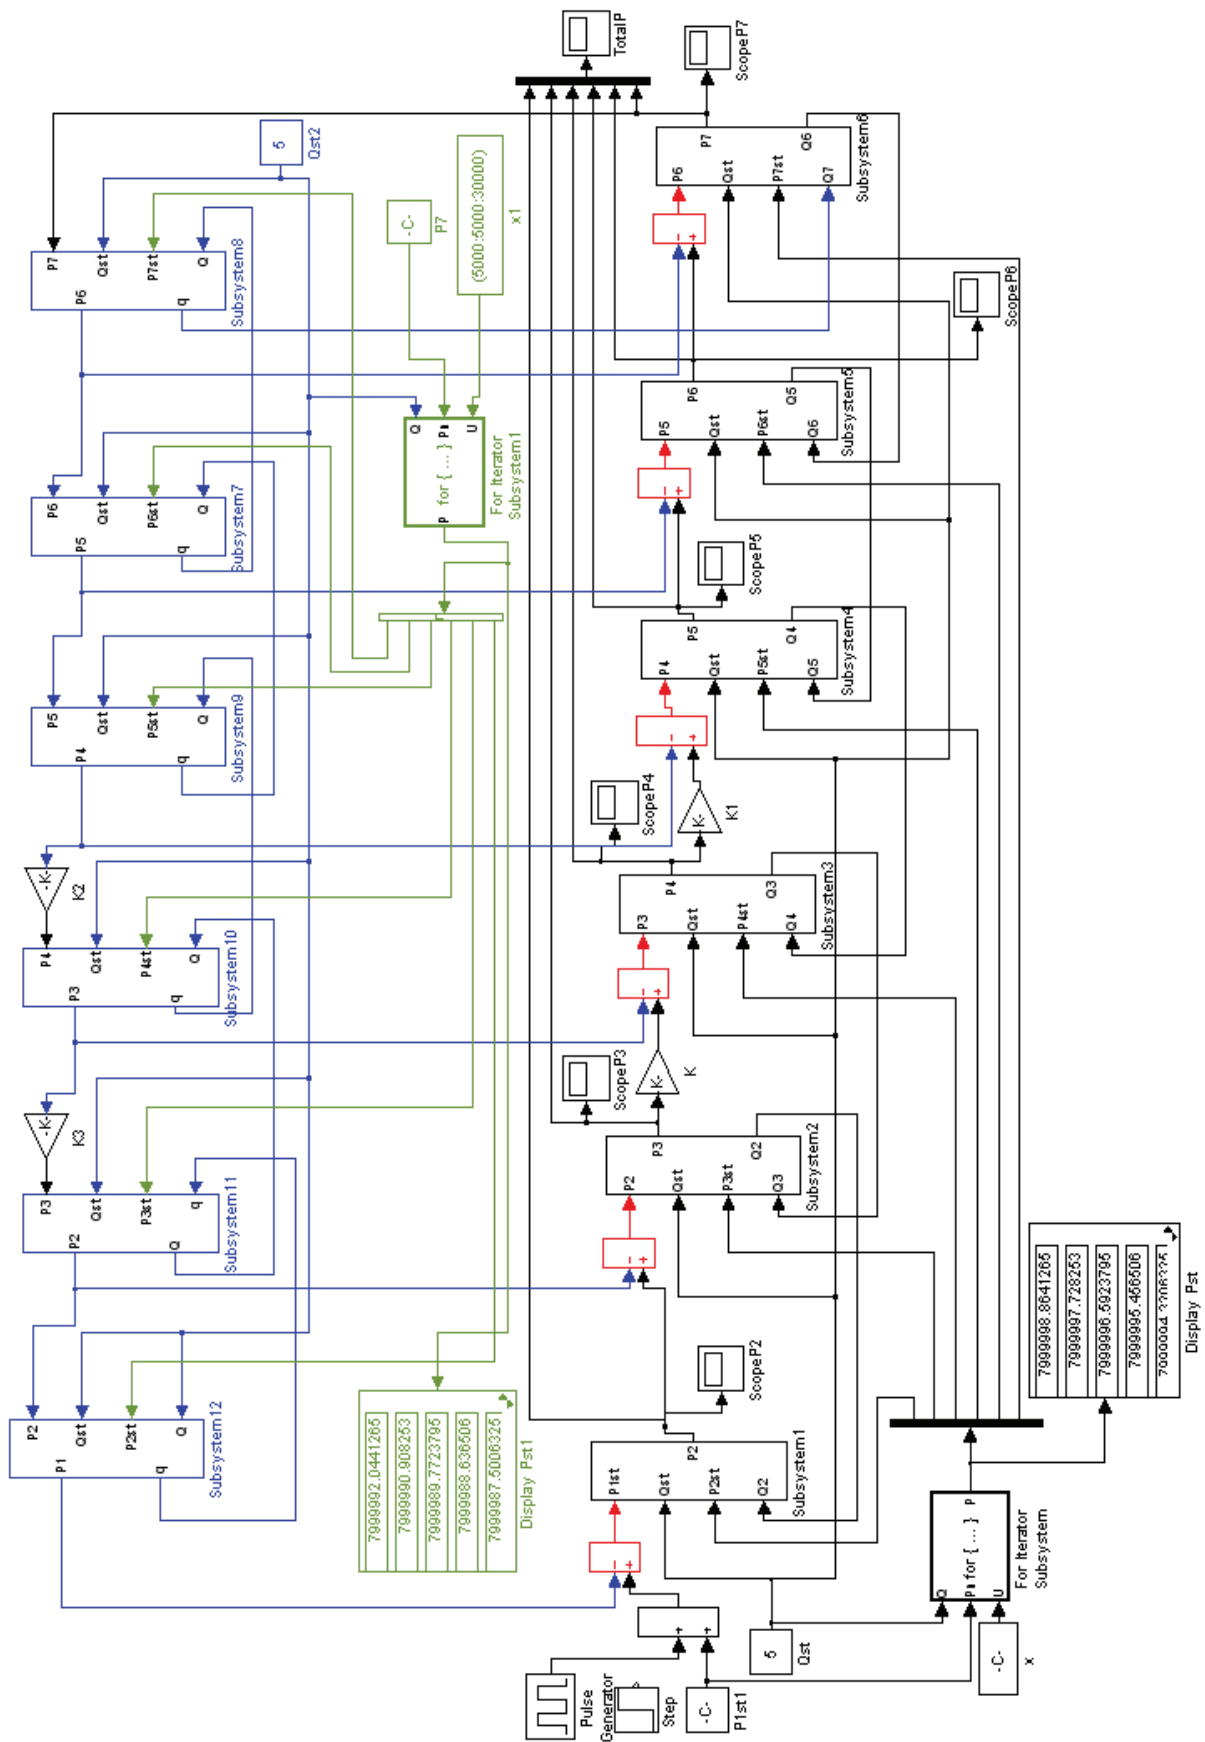 P1
P2
Qst
P2st
q
Q
Subsystem12
P2
P3
Qst
P3st
Q
q
Subsystem11
-K-
K3
P3
P4
Qst
P4st
q
Q
Subsystem10
-K-
K2
P4
P5
Qst
P5st
q
Q
Subsystem9
P5
P6
Qst
P6st
q
Q
Subsystem7
P6
P7
Qst
P7st
q
Q
Subsystem8
5
Qst2
7999992.0441265
7999990.908253
7999989.7723795
7999988.636506
7999987.5006325
Display Pst1
Q
P for { ... } Pn
U
For Iterator
Subsystem1
-C-
P7
(5000:5000:30000)
x1
TotalP
ScopeP7
Pulse
Generator
Step
-C-
P1st1
+
+
-
+
P1st
P2
Qst
P2st
Q2
Subsystem1
ScopeP2
-
+
P2
P3
Qst
P3st
Q2
Q3
Subsystem2
ScopeP3
-K-
K
-
+
P3
P4
Qst
P4st
Q3
Q4
Subsystem3
ScopeP4
-K-
K1
-
+
P4
P5
Qst
P5st
Q4
Q5
Subsystem4
ScopeP5
-
+
P5
P6
Qst
P6st
Q5
Q6
Subsystem5
ScopeP6
-
+
P6
P7
Qst
P7st
Q6
Q7
Subsystem6
5
Qst
-C-
x
Q
Pn for { ... } P
U
For Iterator
Subsystem
7999998.8641265
7999997.728253
7999996.5923795
7999995.456506
Display Pst